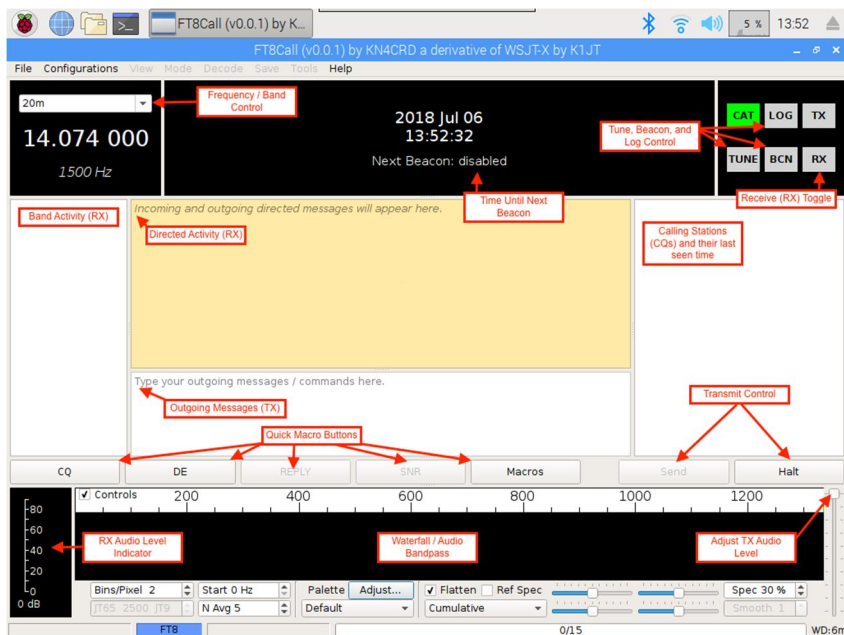 FT8Call (v0.0.1) by K...
5 %
13:52
FT8Call (v0.0.1) by KN4CRD a derivative of WSJT-X by K1JT
File Configurations View Mode Decode Save Tools Help
20m
Frequency / Band
Control
14.074 000
1500 Hz
2018 Jul 06
13:52:32
Next Beacon: disabled
Tune, Beacon, and
Log Control
CAT LOG TX
TUNE BCN RX
Time Until Next
Beacon
Receive (RX) Toggle
Band Activity (RX)
Incoming and outgoing directed messages will appear here.
Directed Activity (RX)
Calling Stations
(CQs) and their last
seen time
Type your outgoing messages / commands here.
Outgoing Messages (TX)
Transmit Control
Quick Macro Buttons
CQ DE REPLY SNR Macros Send Halt
Controls 200 400 600 800 1000 1200
-80
-60
-40
-20
-0
0 dB
RX Audio Level
Indicator
Waterfall / Audio
Bandpass
Adjust TX Audio
Level
Bins/Pixel 2 Start 0 Hz Palette Adjust... Flatten Ref Spec Spec 30 %
JT65 2500 JT9 N Avg 5 Default Cumulative Smooth 1
FT8 0/15 WD:6m